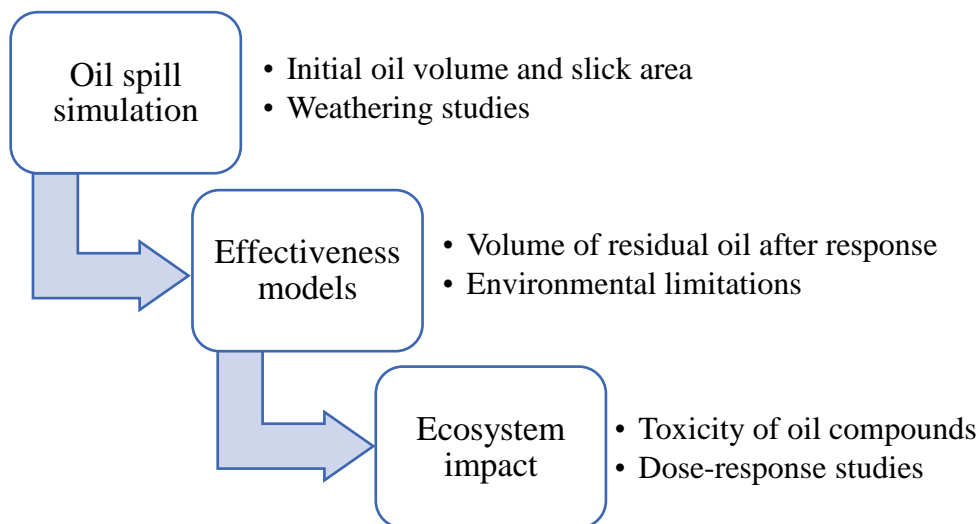 Oil spill
simulation
• Initial oil volume and slick area
• Weathering studies
Effectiveness
models
• Volume of residual oil after response
• Environmental limitations
Ecosystem
impact
• Toxicity of oil compounds
• Dose-response studies